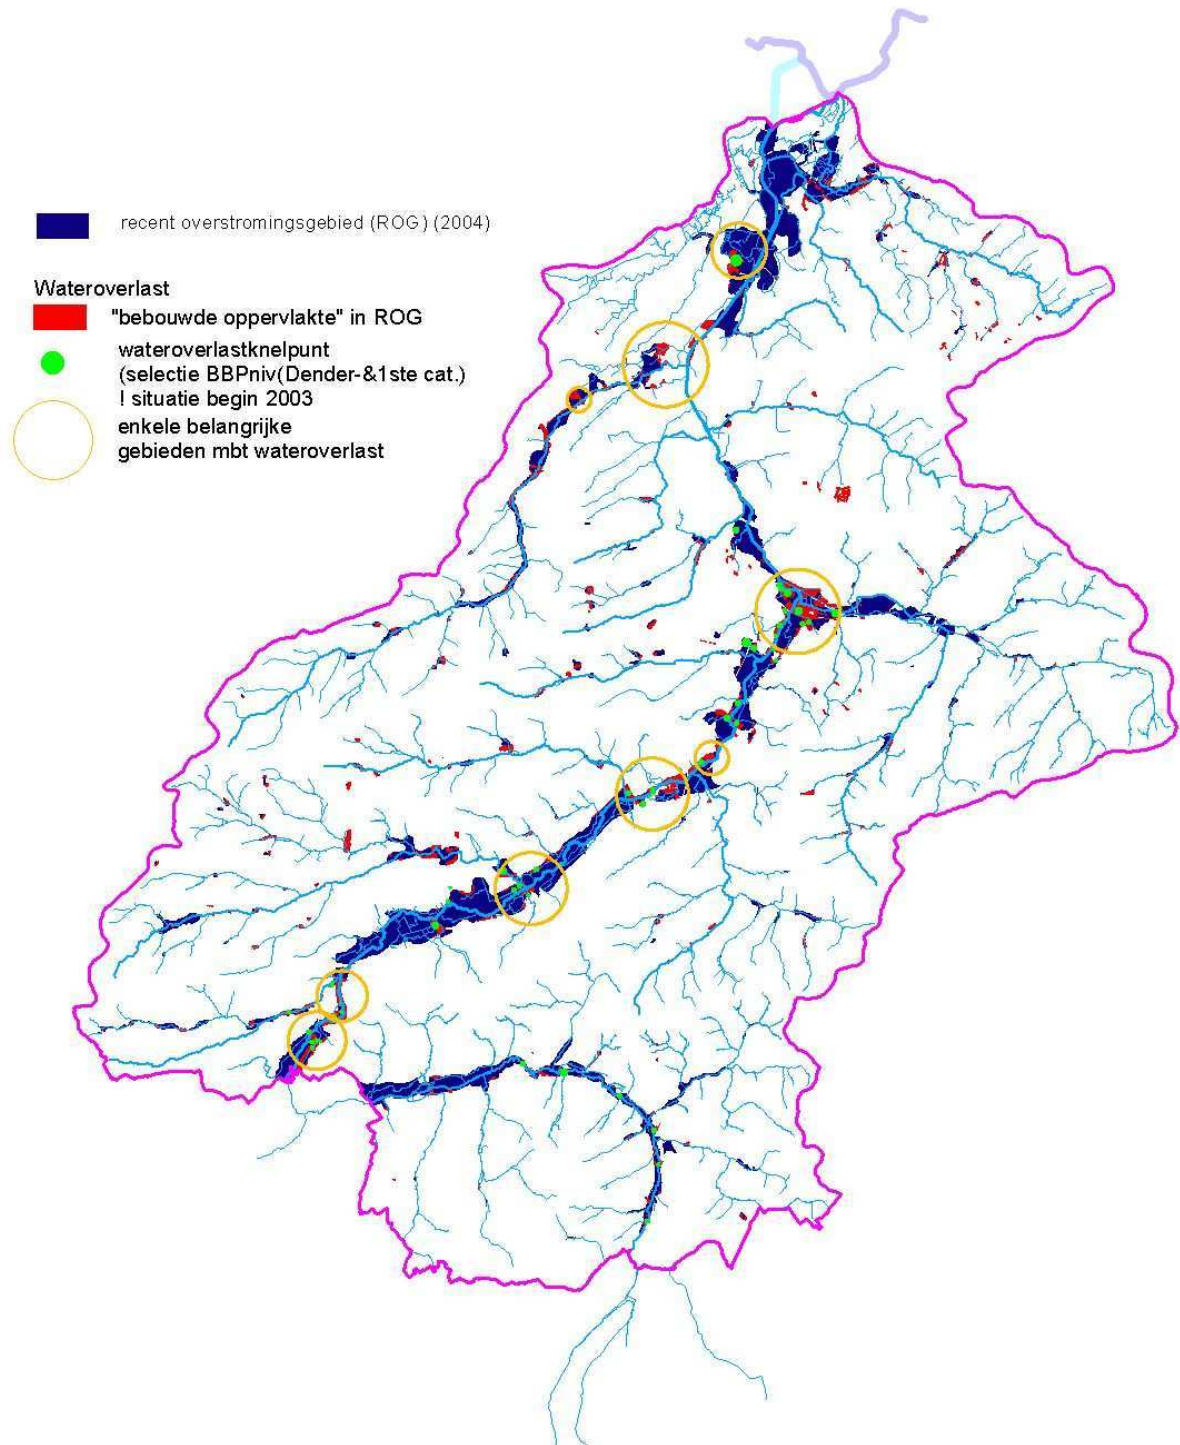 recent overstromingsgebied (ROG) (2004)
Wateroverlast
"bebouwde oppervlakte" in ROG
wateroverlastknelpunt
(selectie BBPniv(Dender-&1ste cat.)
! situatie begin 2003
enkele belangrijke
gebieden mbt wateroverlast